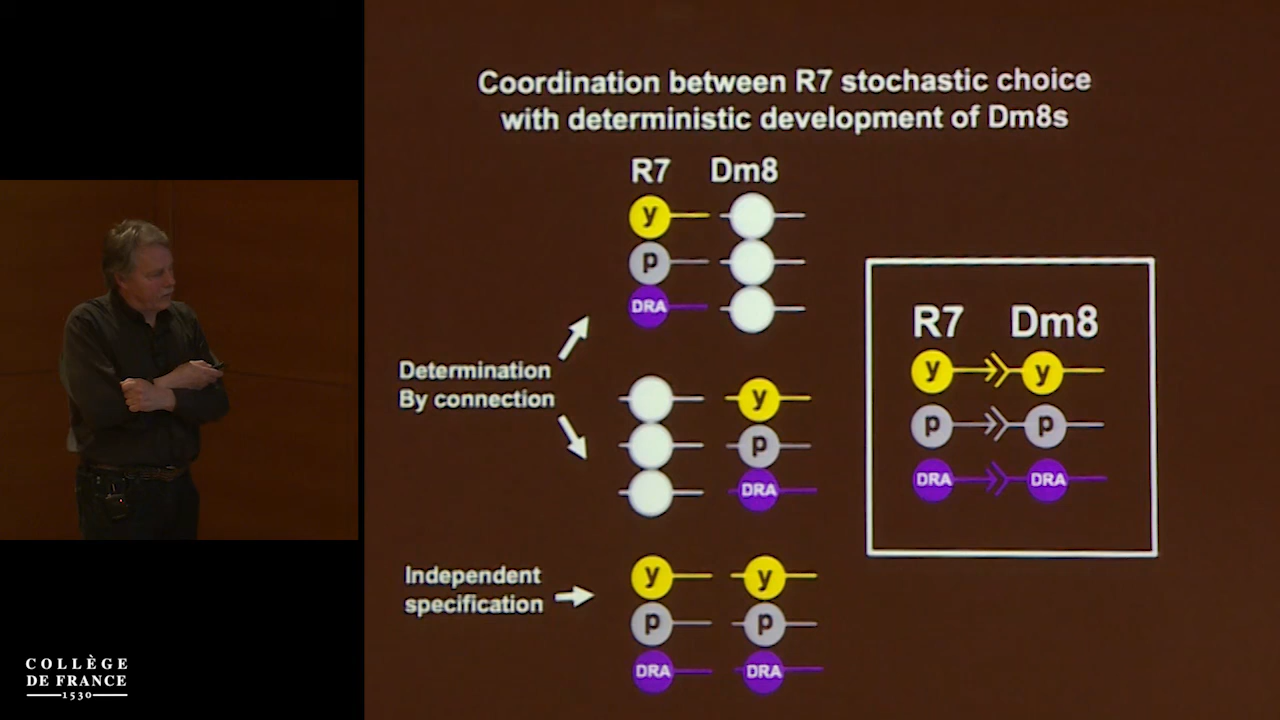 Coordination between R7 stochastic choice
with deterministic development of Dm8s
R7 Dm8
y
p
DRA
Determination
By connection
y
p
DRA
R7 Dm8
y y
p p
DRA DRA
Independent
specification
y y
p p
DRA DRA
COLLÈGE
DE FRANCE
1530